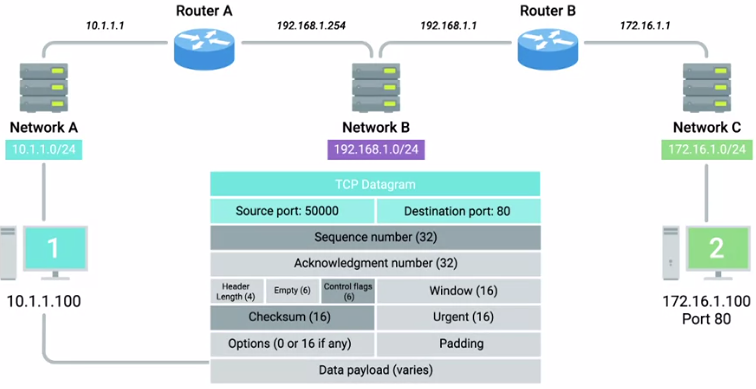 Router A
Router B
10.1.1.1
192.168.1.254
192.168.1.1
172.16.1.1
Network A
Network B
Network C
10.1.1.0/24
192.168.1.0/24
172.16.1.0/24
TCP Datagram
Source port: 50000
Destination port: 80
Sequence number (32)
Acknowledgment number (32)
Header
Length (4)
Empty (6)
Control flags
(6)
Window (16)
Checksum (16)
Urgent (16)
Options (0 or 16 if any)
Padding
Data payload (varies)
1
10.1.1.100
2
172.16.1.100
Port 80